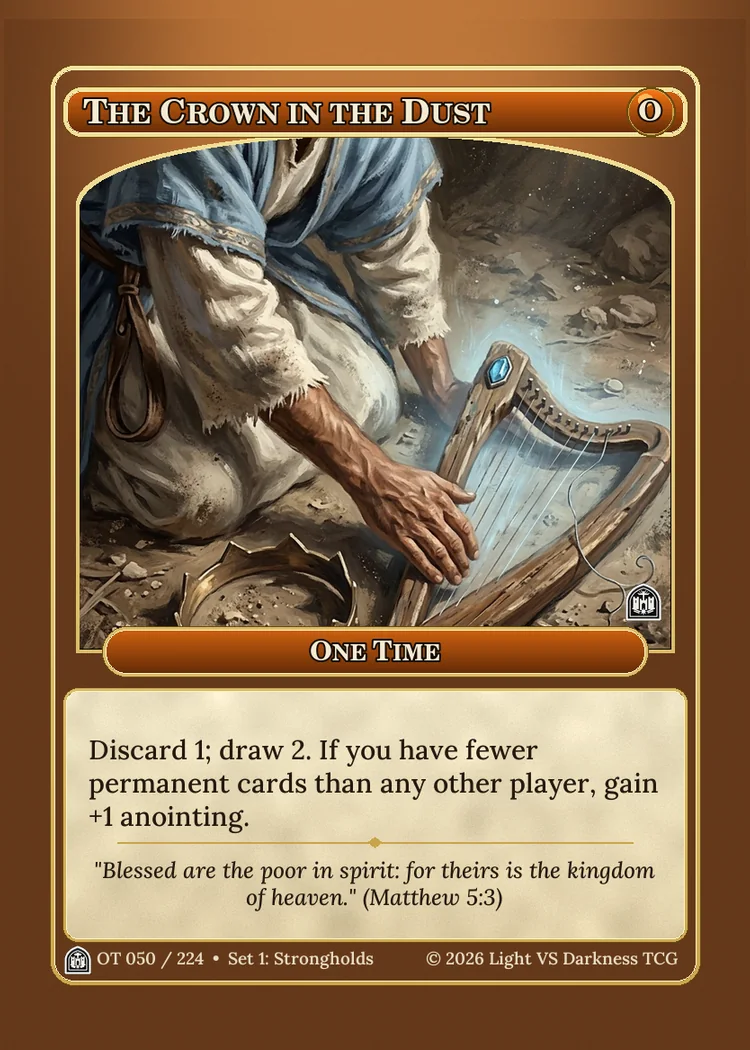 The Crown in the Dust
O
One Time
Discard 1; draw 2. If you have fewer
permanent cards than any other player, gain
+1 anointing.
"Blessed are the poor in spirit: for theirs is the kingdom
of heaven." (Matthew 5:3)
OT 050 / 224 • Set 1: Strongholds © 2026 Light VS Darkness TCG